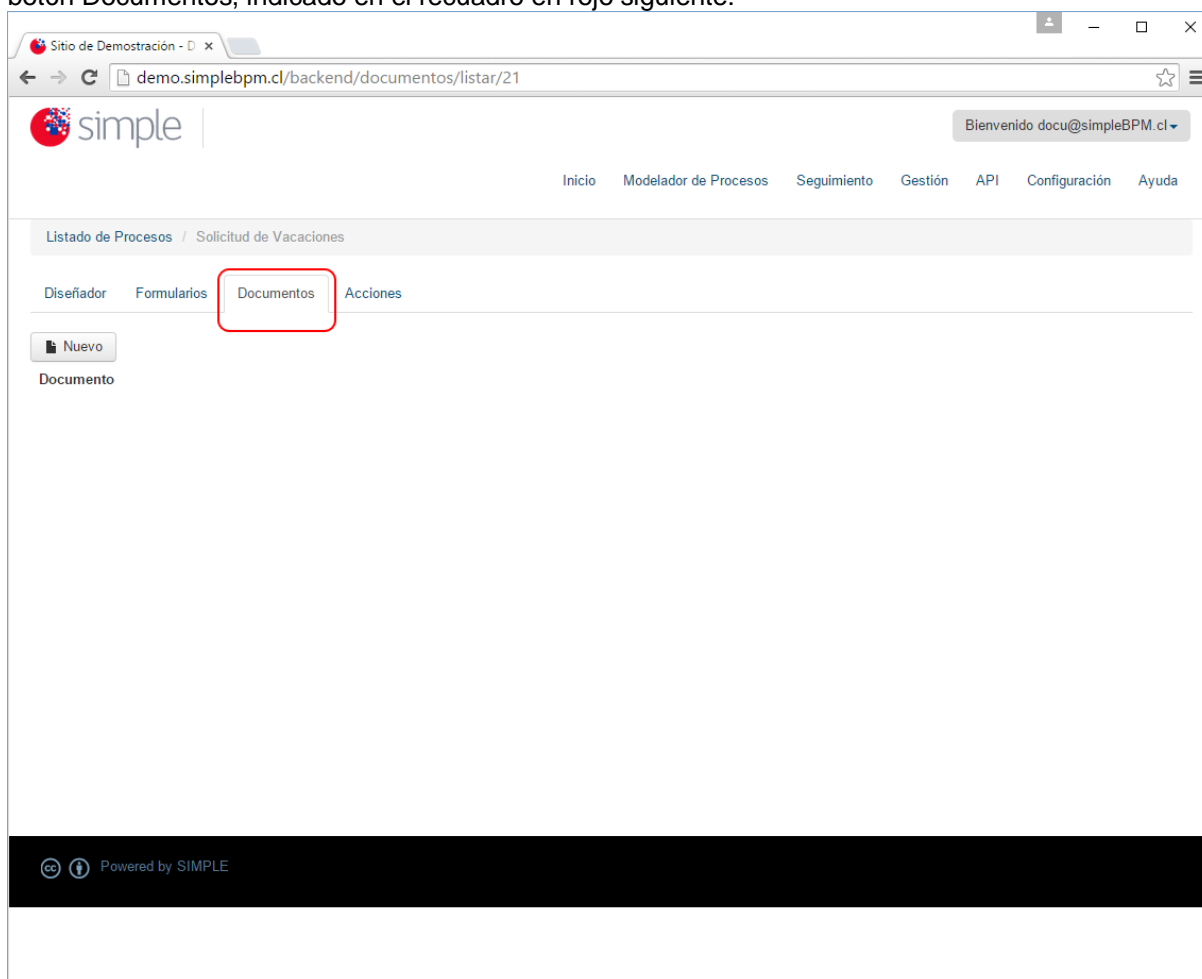 botón Documentos, indicado en el recuadro en rojo siguiente:
Sitio de Demostración - D
demo.simplebpm.cl/backend/documentos/listar/21
simple
Bienvenido docu@simpleBPM.cl
Inicio Modelador de Procesos Seguimiento Gestión API Configuración Ayuda
Listado de Procesos / Solicitud de Vacaciones
Diseñador Formularios Documentos Acciones
Nuevo
Documento
cc Powered by SIMPLE